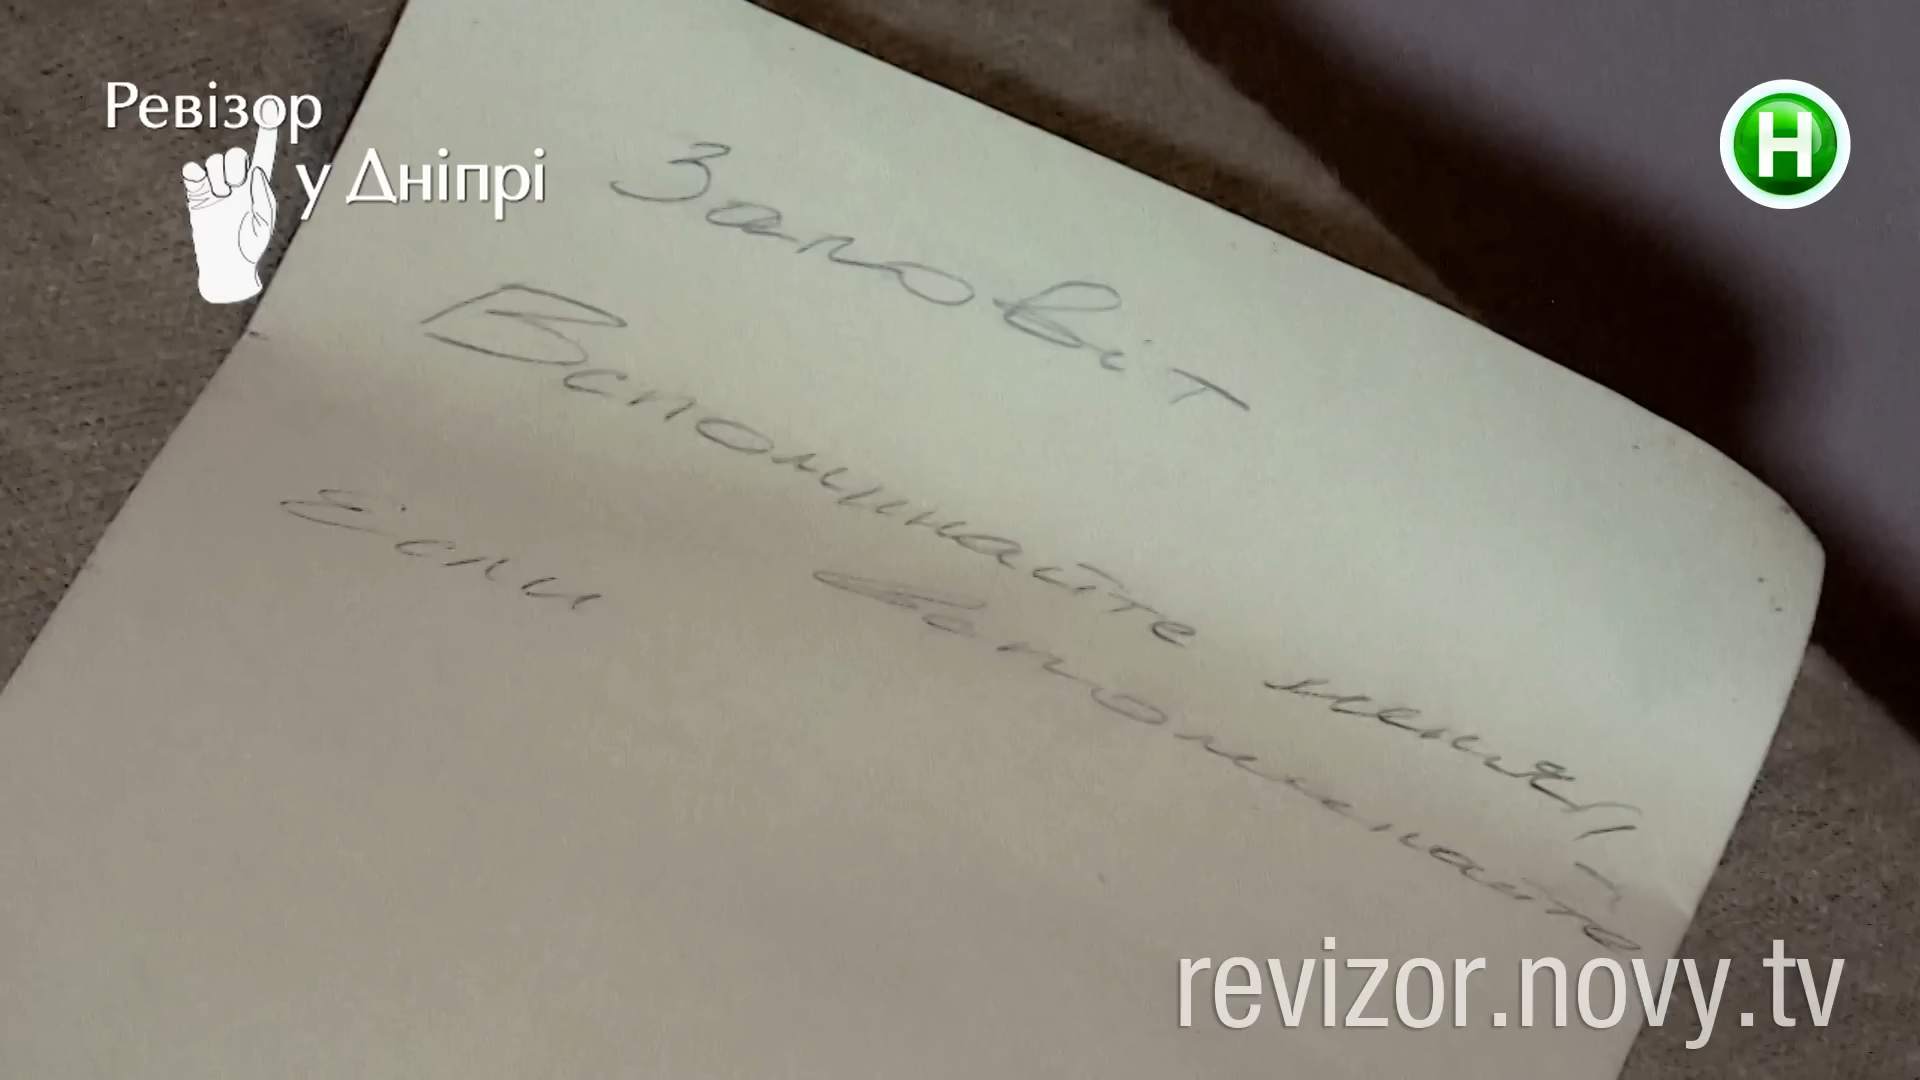 Ревізор
у Дніпрі
Н
Заповіт
Вспоминайте меня,
Если вспоминайте
revizor.novy.tv